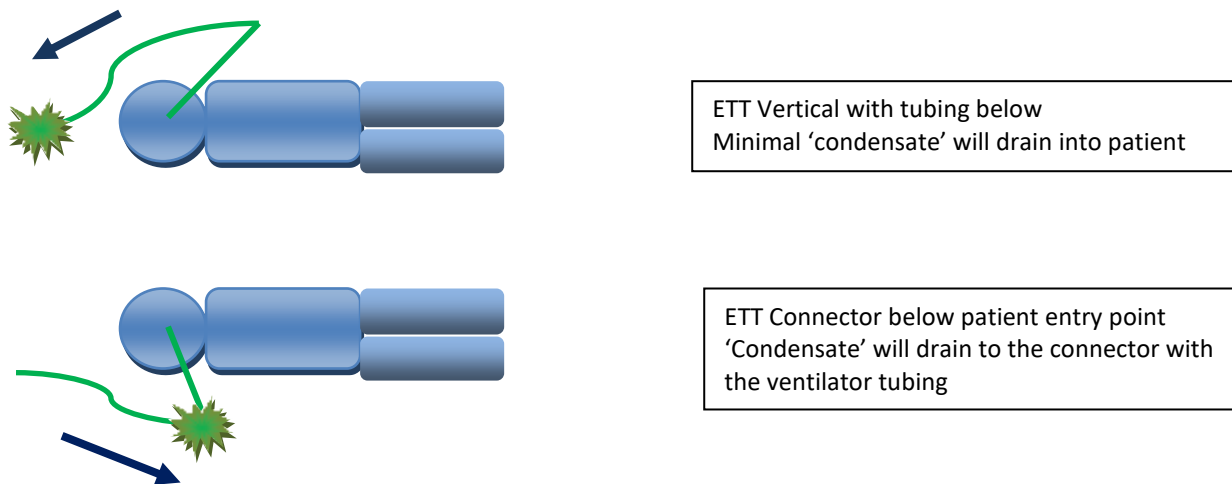 ETT Vertical with tubing below
Minimal ‘condensate’ will drain into patient
ETT Connector below patient entry point
‘Condensate’ will drain to the connector with
the ventilator tubing